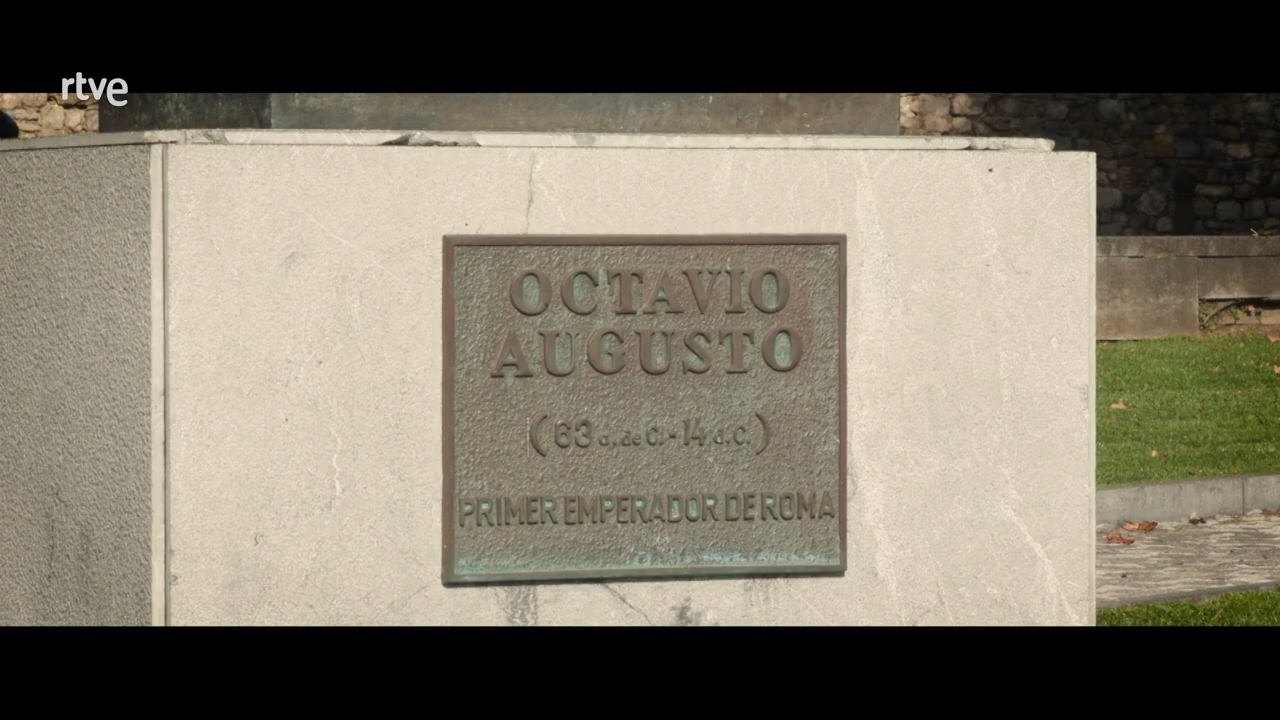 rtve
OCTAVIO
AUGUSTO
(63 a. de C. - 14 d. C.)
PRIMER EMPERADOR DE ROMA